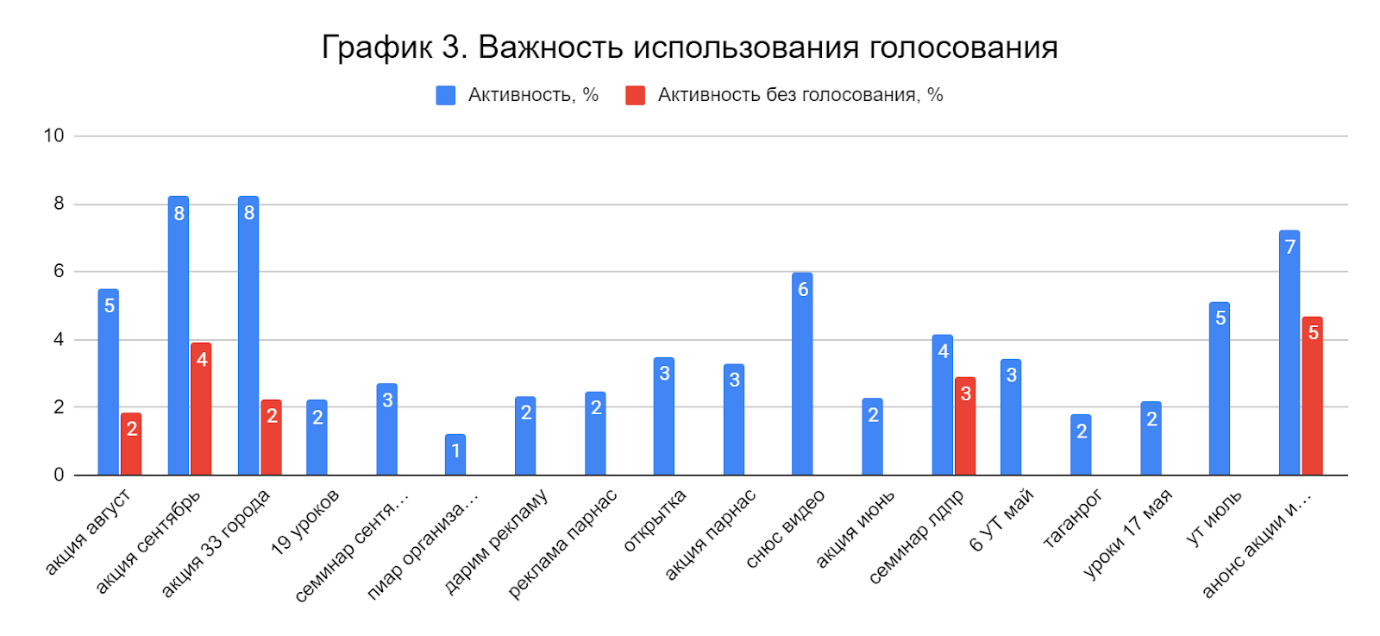 График 3. Важность использования голосования
Активность, % Активность без голосования, %
10
8
6
4
2
0
5 2 8 4 8 2 2 3 1 2 2 3 3 6 2 4 3 3 2 2 5 7 5
акция август
акция сентябрь
акция 33 города
19 уроков
семинар сентя...
пиар организа...
дарим рекламу
реклама парнас
открытка
акция парнас
снюс видео
акция июнь
семинар лдпр
6 УТ май
таганрог
уроки 17 мая
ут июль
анонс акции и...